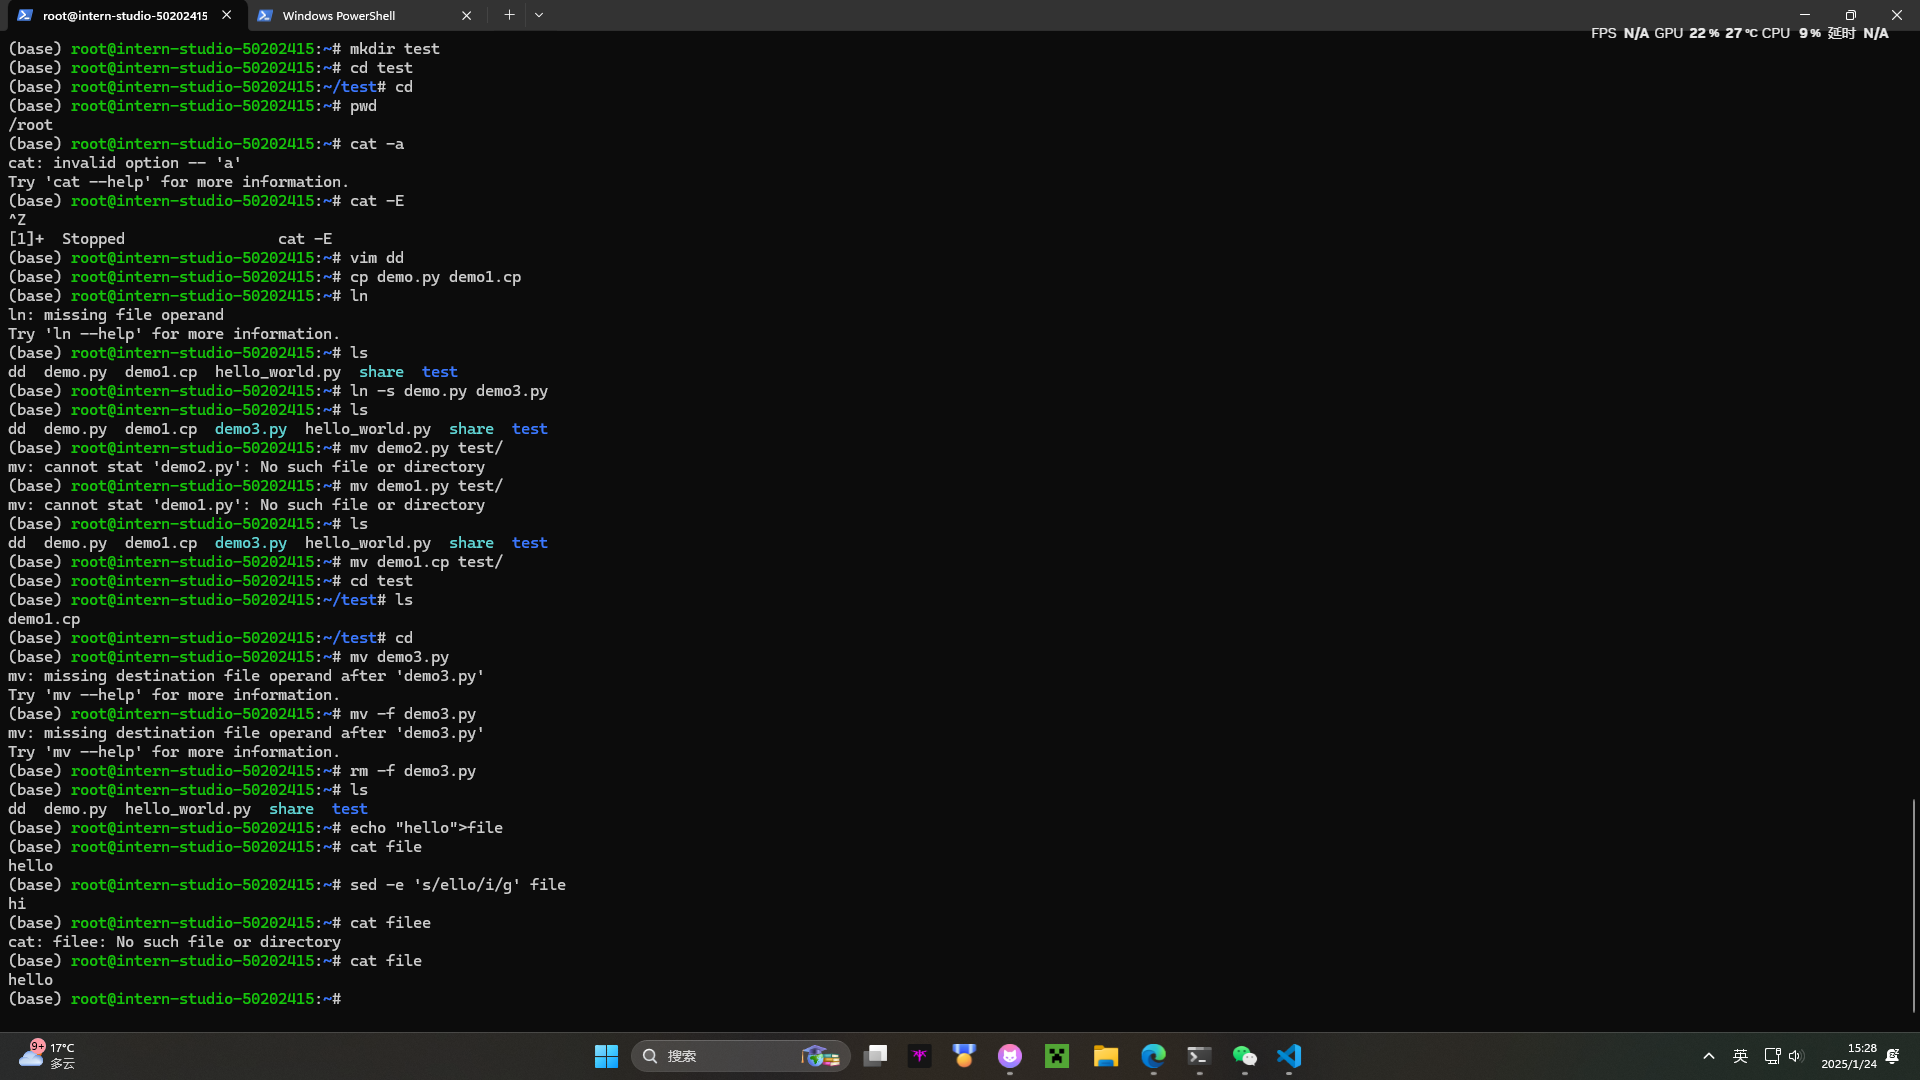 root@intern-studio-50202415
Windows PowerShell
FPS N/A GPU 22 % 27 °C CPU 9 % 延时 N/A
(base) root@intern-studio-50202415:~# mkdir test
(base) root@intern-studio-50202415:~# cd test
(base) root@intern-studio-50202415:~/test# cd
(base) root@intern-studio-50202415:~# pwd
/root
(base) root@intern-studio-50202415:~# cat -a
cat: invalid option -- 'a'
Try 'cat --help' for more information.
(base) root@intern-studio-50202415:~# cat -E
^Z
[1]+  Stopped                 cat -E
(base) root@intern-studio-50202415:~# vim dd
(base) root@intern-studio-50202415:~# cp demo.py demo1.cp
(base) root@intern-studio-50202415:~# ln
ln: missing file operand
Try 'ln --help' for more information.
(base) root@intern-studio-50202415:~# ls
dd  demo.py  demo1.cp  hello_world.py  share  test
(base) root@intern-studio-50202415:~# ln -s demo.py demo3.py
(base) root@intern-studio-50202415:~# ls
dd  demo.py  demo1.cp  demo3.py  hello_world.py  share  test
(base) root@intern-studio-50202415:~# mv demo2.py test/
mv: cannot stat 'demo2.py': No such file or directory
(base) root@intern-studio-50202415:~# mv demo1.py test/
mv: cannot stat 'demo1.py': No such file or directory
(base) root@intern-studio-50202415:~# ls
dd  demo.py  demo1.cp  demo3.py  hello_world.py  share  test
(base) root@intern-studio-50202415:~# mv demo1.cp test/
(base) root@intern-studio-50202415:~# cd test
(base) root@intern-studio-50202415:~/test# ls
demo1.cp
(base) root@intern-studio-50202415:~/test# cd
(base) root@intern-studio-50202415:~# mv demo3.py
mv: missing destination file operand after 'demo3.py'
Try 'mv --help' for more information.
(base) root@intern-studio-50202415:~# mv -f demo3.py
mv: missing destination file operand after 'demo3.py'
Try 'mv --help' for more information.
(base) root@intern-studio-50202415:~# rm -f demo3.py
(base) root@intern-studio-50202415:~# ls
dd  demo.py  hello_world.py  share  test
(base) root@intern-studio-50202415:~# echo "hello">file
(base) root@intern-studio-50202415:~# cat file
hello
(base) root@intern-studio-50202415:~# sed -e 's/ello/i/g' file
hi
(base) root@intern-studio-50202415:~# cat filee
cat: filee: No such file or directory
(base) root@intern-studio-50202415:~# cat file
hello
(base) root@intern-studio-50202415:~#
9+
17°C
多云
搜索
英
15:28
2025/1/24